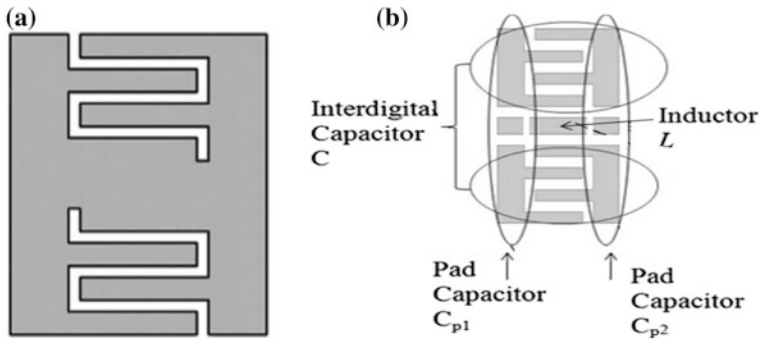 (a)
(b)
Interdigital
Capacitor
C
Inductor
L
Pad
Capacitor
Cp1
Pad
Capacitor
Cp2